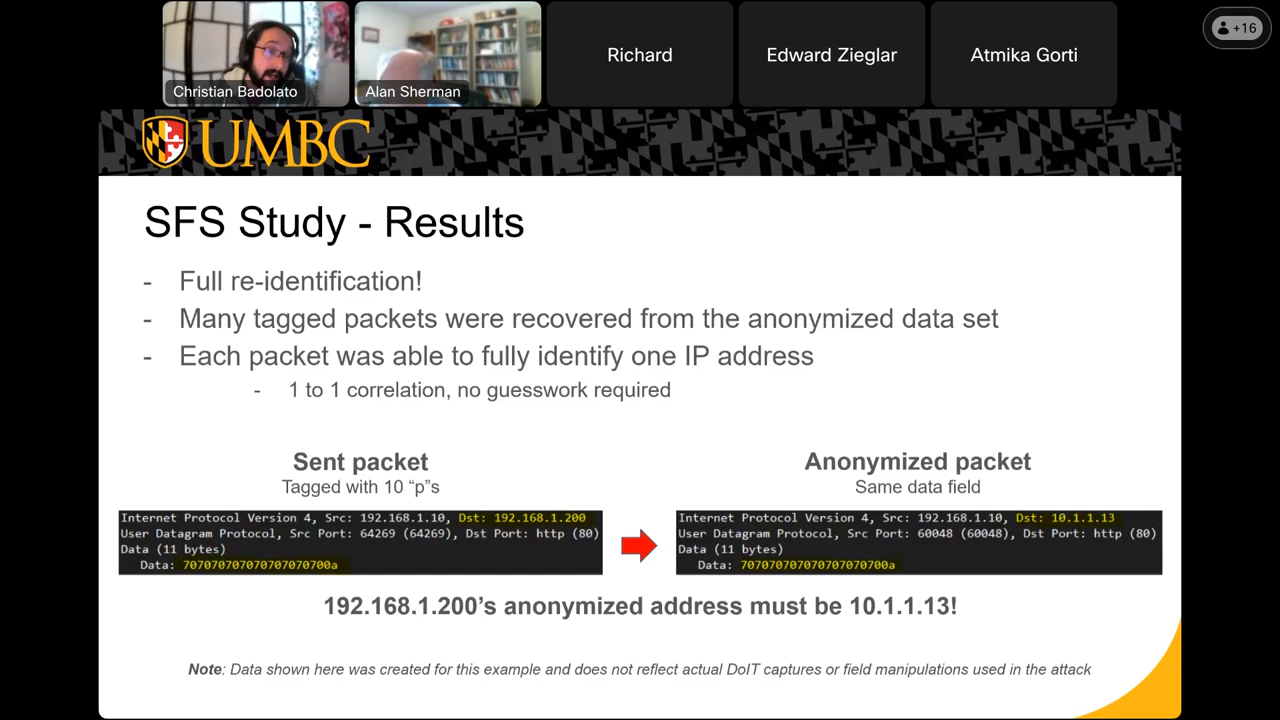 Christian Badolato
Alan Sherman
Richard
Edward Zieglar
Atmika Gorti
+16
UMBC
SFS Study - Results
- Full re-identification!
- Many tagged packets were recovered from the anonymized data set
- Each packet was able to fully identify one IP address
- 1 to 1 correlation, no guesswork required
Sent packet
Tagged with 10 “p”s
Internet Protocol Version 4, Src: 192.168.1.10, Dst: 192.168.1.200
User Datagram Protocol, Src Port: 64269 (64269), Dst Port: http (80)
Data (11 bytes)
Data: 707070707070707070700a
Anonymized packet
Same data field
Internet Protocol Version 4, Src: 192.168.1.10, Dst: 10.1.1.13
User Datagram Protocol, Src Port: 60048 (60048), Dst Port: http (80)
Data (11 bytes)
Data: 707070707070707070700a
192.168.1.200’s anonymized address must be 10.1.1.13!
Note: Data shown here was created for this example and does not reflect actual DoIT captures or field manipulations used in the attack